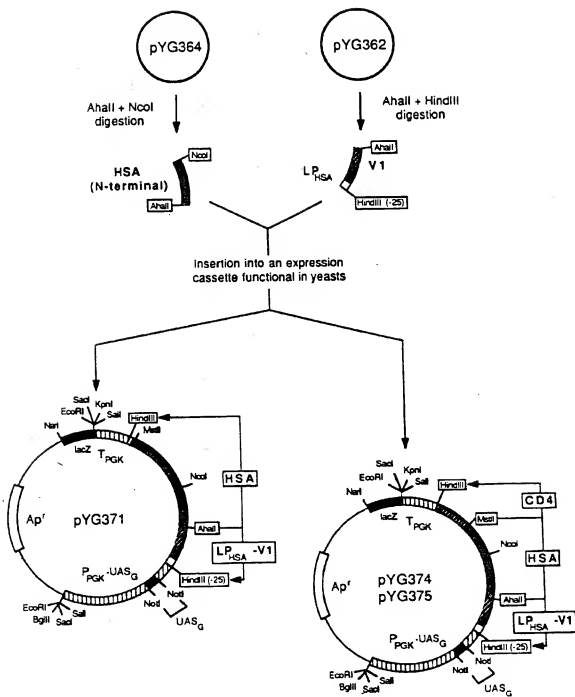 pYG364
pYG362
AhaII + NcoI
digestion
AhaII + HindIII
digestion
NcoI
HSA
(N-terminal)
AhaII
AhaII
V1
LP HSA
HindIII (-25)
Insertion into an expression
cassette functional in yeasts
SacI
KpnI
EcoRI
SalI
HindIII
MstII
NarI
lacZ
T PGK
NcoI
HSA
Ap r
pYG371
AhaII
LP HSA -V1
P PGK -UAS G
HindIII (-25)
NotI
NotI
UAS G
EcoRI
BglII
SacI
SalI
SacI
KpnI
EcoRI
SalI
HindIII
NarI
lacZ
T PGK
CD4
MstII
NcoI
HSA
Ap r
pYG374
pYG375
AhaII
LP HSA -V1
P PGK -UAS G
HindIII (-25)
NotI
NotI
UAS G
EcoRI
BglII
SacI
SalI